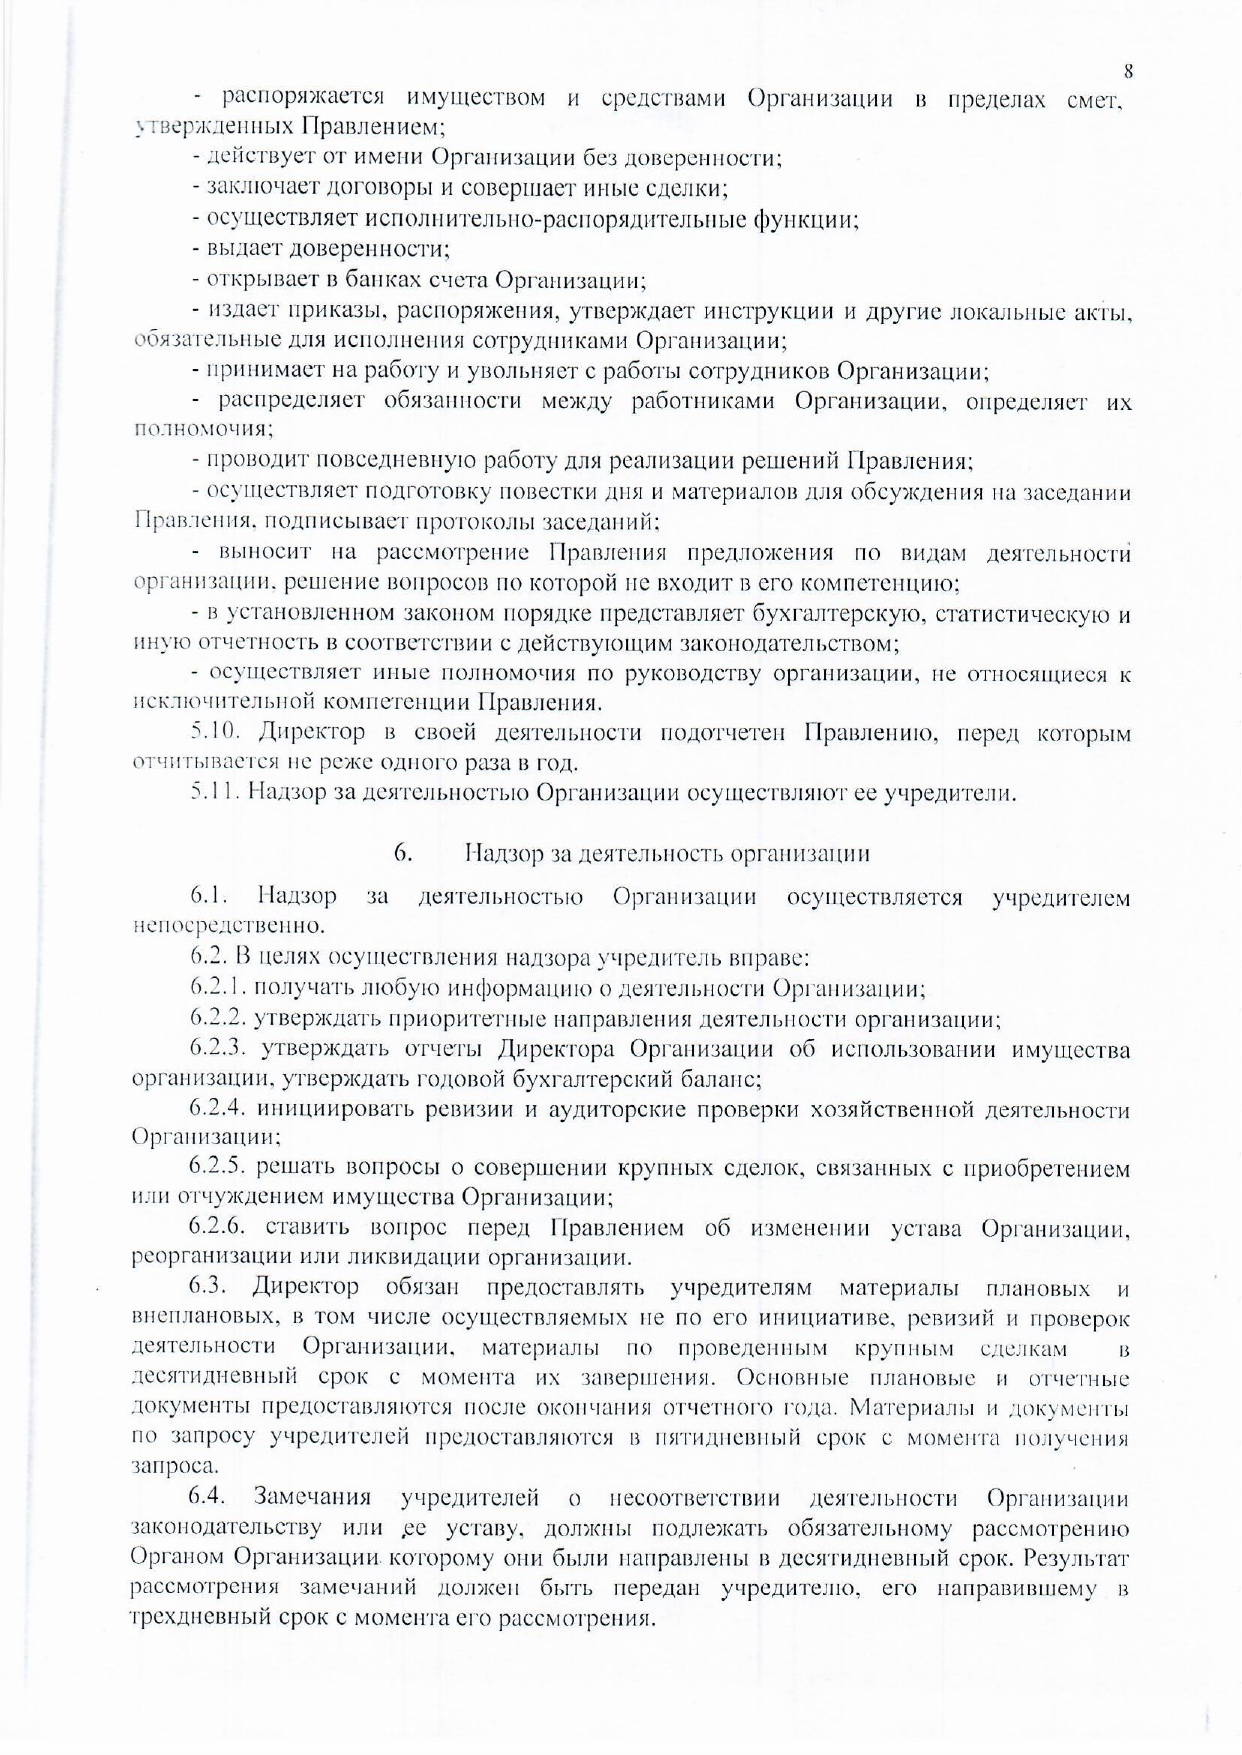 8
- распоряжается имуществом и средствами Организации в пределах смет,
утвержденных Правлением;
- действует от имени Организации без доверенности;
- заключает договоры и совершает иные сделки;
- осуществляет исполнительно-распорядительные функции;
- выдает доверенности;
- открывает в банках счета Организации;
- издает приказы, распоряжения, утверждает инструкции и другие локальные акты,
обязательные для исполнения сотрудниками Организации;
- принимает на работу и увольняет с работы сотрудников Организации;
- распределяет обязанности между работниками Организации, определяет их
полномочия;
- проводит повседневную работу для реализации решений Правления;
- осуществляет подготовку повестки дня и материалов для обсуждения на заседании
Правления, подписывает протоколы заседаний;
- выносит на рассмотрение Правления предложения по видам деятельности
организации, решение вопросов по которой не входит в его компетенцию;
- в установленном законом порядке представляет бухгалтерскую, статистическую и
иную отчетность в соответствии с действующим законодательством;
- осуществляет иные полномочия по руководству организации, не относящиеся к
исключительной компетенции Правления.
5.10. Директор в своей деятельности подотчетен Правлению, перед которым
отчитывается не реже одного раза в год.
5.11. Надзор за деятельностью Организации осуществляют ее учредители.
6. Надзор за деятельность организации
6.1. Надзор за деятельностью Организации осуществляется учредителем
непосредственно.
6.2. В целях осуществления надзора учредитель вправе:
6.2.1. получать любую информацию о деятельности Организации;
6.2.2. утверждать приоритетные направления деятельности организации;
6.2.3. утверждать отчеты Директора Организации об использовании имущества
организации, утверждать годовой бухгалтерский баланс;
6.2.4. инициировать ревизии и аудиторские проверки хозяйственной деятельности
Организации;
6.2.5. решать вопросы о совершении крупных сделок, связанных с приобретением
или отчуждением имущества Организации;
6.2.6. ставить вопрос перед Правлением об изменении устава Организации,
реорганизации или ликвидации организации.
6.3. Директор обязан предоставлять учредителям материалы плановых и
внеплановых, в том числе осуществляемых не по его инициативе, ревизий и проверок
деятельности Организации, материалы по проведенным крупным сделкам в
десятидневный срок с момента их завершения. Основные плановые и отчетные
документы предоставляются после окончания отчетного года. Материалы и документы
по запросу учредителей предоставляются в пятидневный срок с момента получения
запроса.
6.4. Замечания учредителей о несоответствии деятельности Организации
законодательству или ее уставу, должны подлежать обязательному рассмотрению
Органом Организации которому они были направлены в десятидневный срок. Результат
рассмотрения замечаний должен быть передан учредителю, его направившему в
трехдневный срок с момента его рассмотрения.